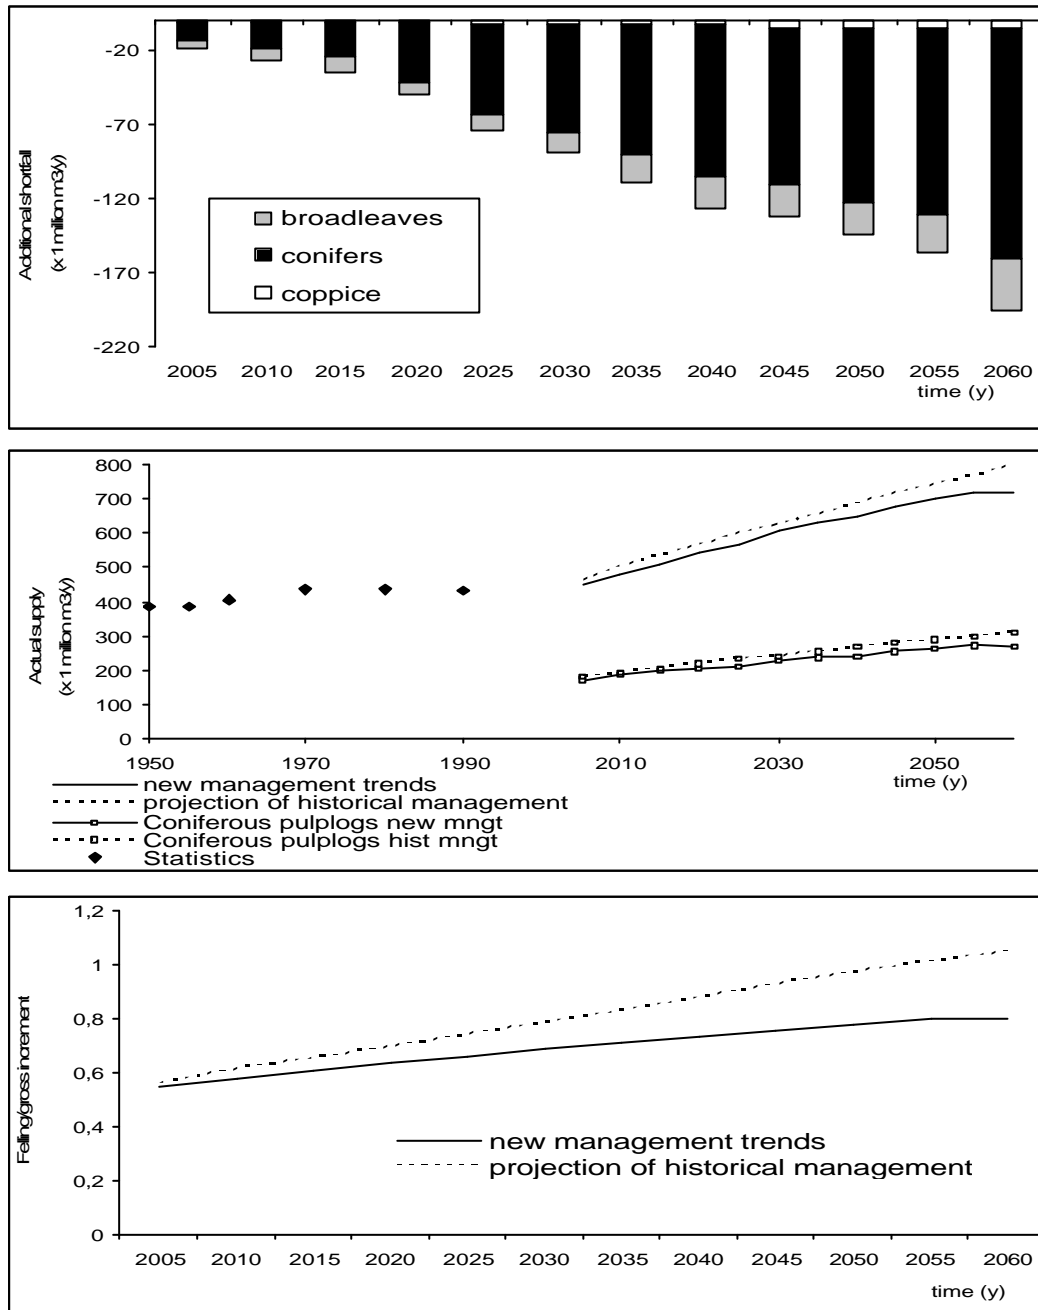 -20
-70
-120
-170
-220
Additional shortfall
(x 1 million m3/y)
broadleaves
conifers
coppice
2005 2010 2015 2020 2025 2030 2035 2040 2045 2050 2055 2060
time (y)
800
700
600
500
400
300
200
100
0
Actual supply
(x 1 million m3/y)
1950 1970 1990 2010 2030 2050
time (y)
new management trends
projection of historical management
Coniferous pulplogs new mngt
Coniferous pulplogs hist mngt
Statistics
1,2
1
0,8
0,6
0,4
0,2
0
Felling/gross increment
new management trends
projection of historical management
2005 2010 2015 2020 2025 2030 2035 2040 2045 2050 2055 2060
time (y)